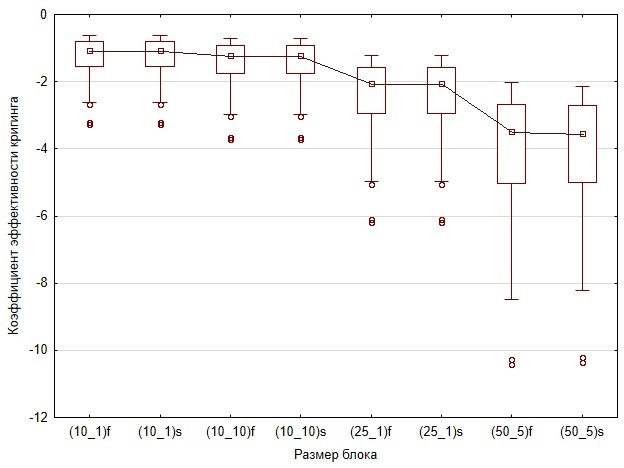 0
-2
-4
-6
-8
-10
-12
Коэффициент эффективности кригинга
(10_1)f (10_1)s (10_10)f (10_10)s (25_1)f (25_1)s (50_5)f (50_5)s
Размер блока